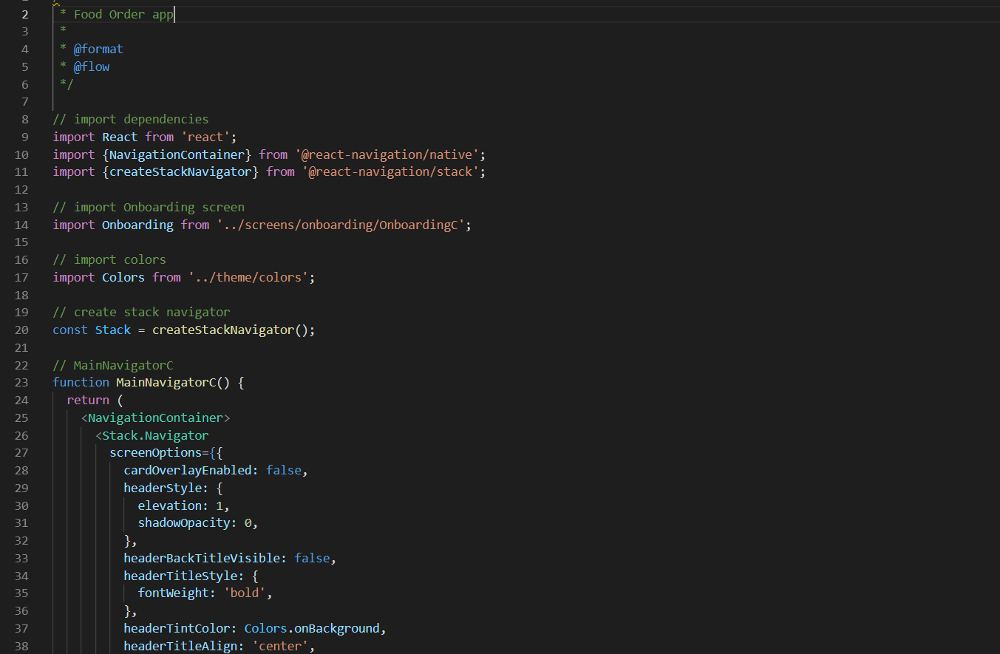 2 * Food Order app
3 *
4 * @format
5 * @flow
6 */
7
8 // import dependencies
9 import React from 'react';
10 import {NavigationContainer} from '@react-navigation/native';
11 import {createStackNavigator} from '@react-navigation/stack';
12
13 // import Onboarding screen
14 import Onboarding from '../screens/onboarding/OnboardingC';
15
16 // import colors
17 import Colors from '../theme/colors';
18
19 // create stack navigator
20 const Stack = createStackNavigator();
21
22 // MainNavigatorC
23 function MainNavigatorC() {
24 return (
25 <NavigationContainer>
26 <Stack.Navigator
27 screenOptions={{
28 cardOverlayEnabled: false,
29 headerStyle: {
30 elevation: 1,
31 shadowOpacity: 0,
32 },
33 headerBackTitleVisible: false,
34 headerTitleStyle: {
35 fontWeight: 'bold',
36 },
37 headerTintColor: Colors.onBackground,
38 headerTitleAlign: 'center',